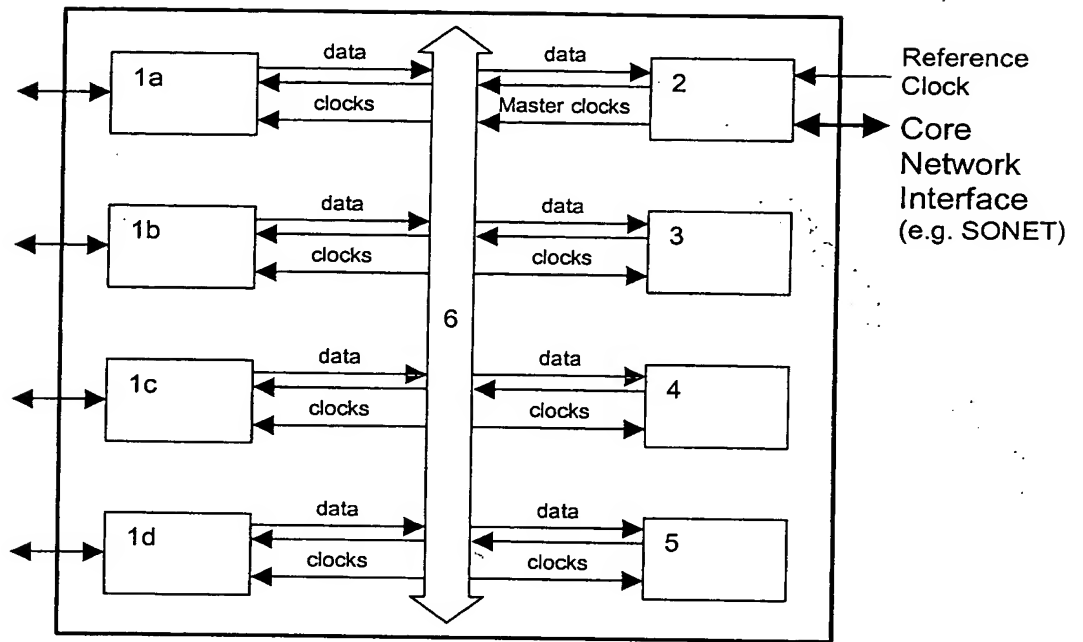 data
data
1a
2
Reference
Clock
clocks
Master clocks
Core
Network
Interface
(e.g. SONET)
data
data
1b
3
clocks
clocks
6
data
data
1c
4
clocks
clocks
data
data
1d
5
clocks
clocks